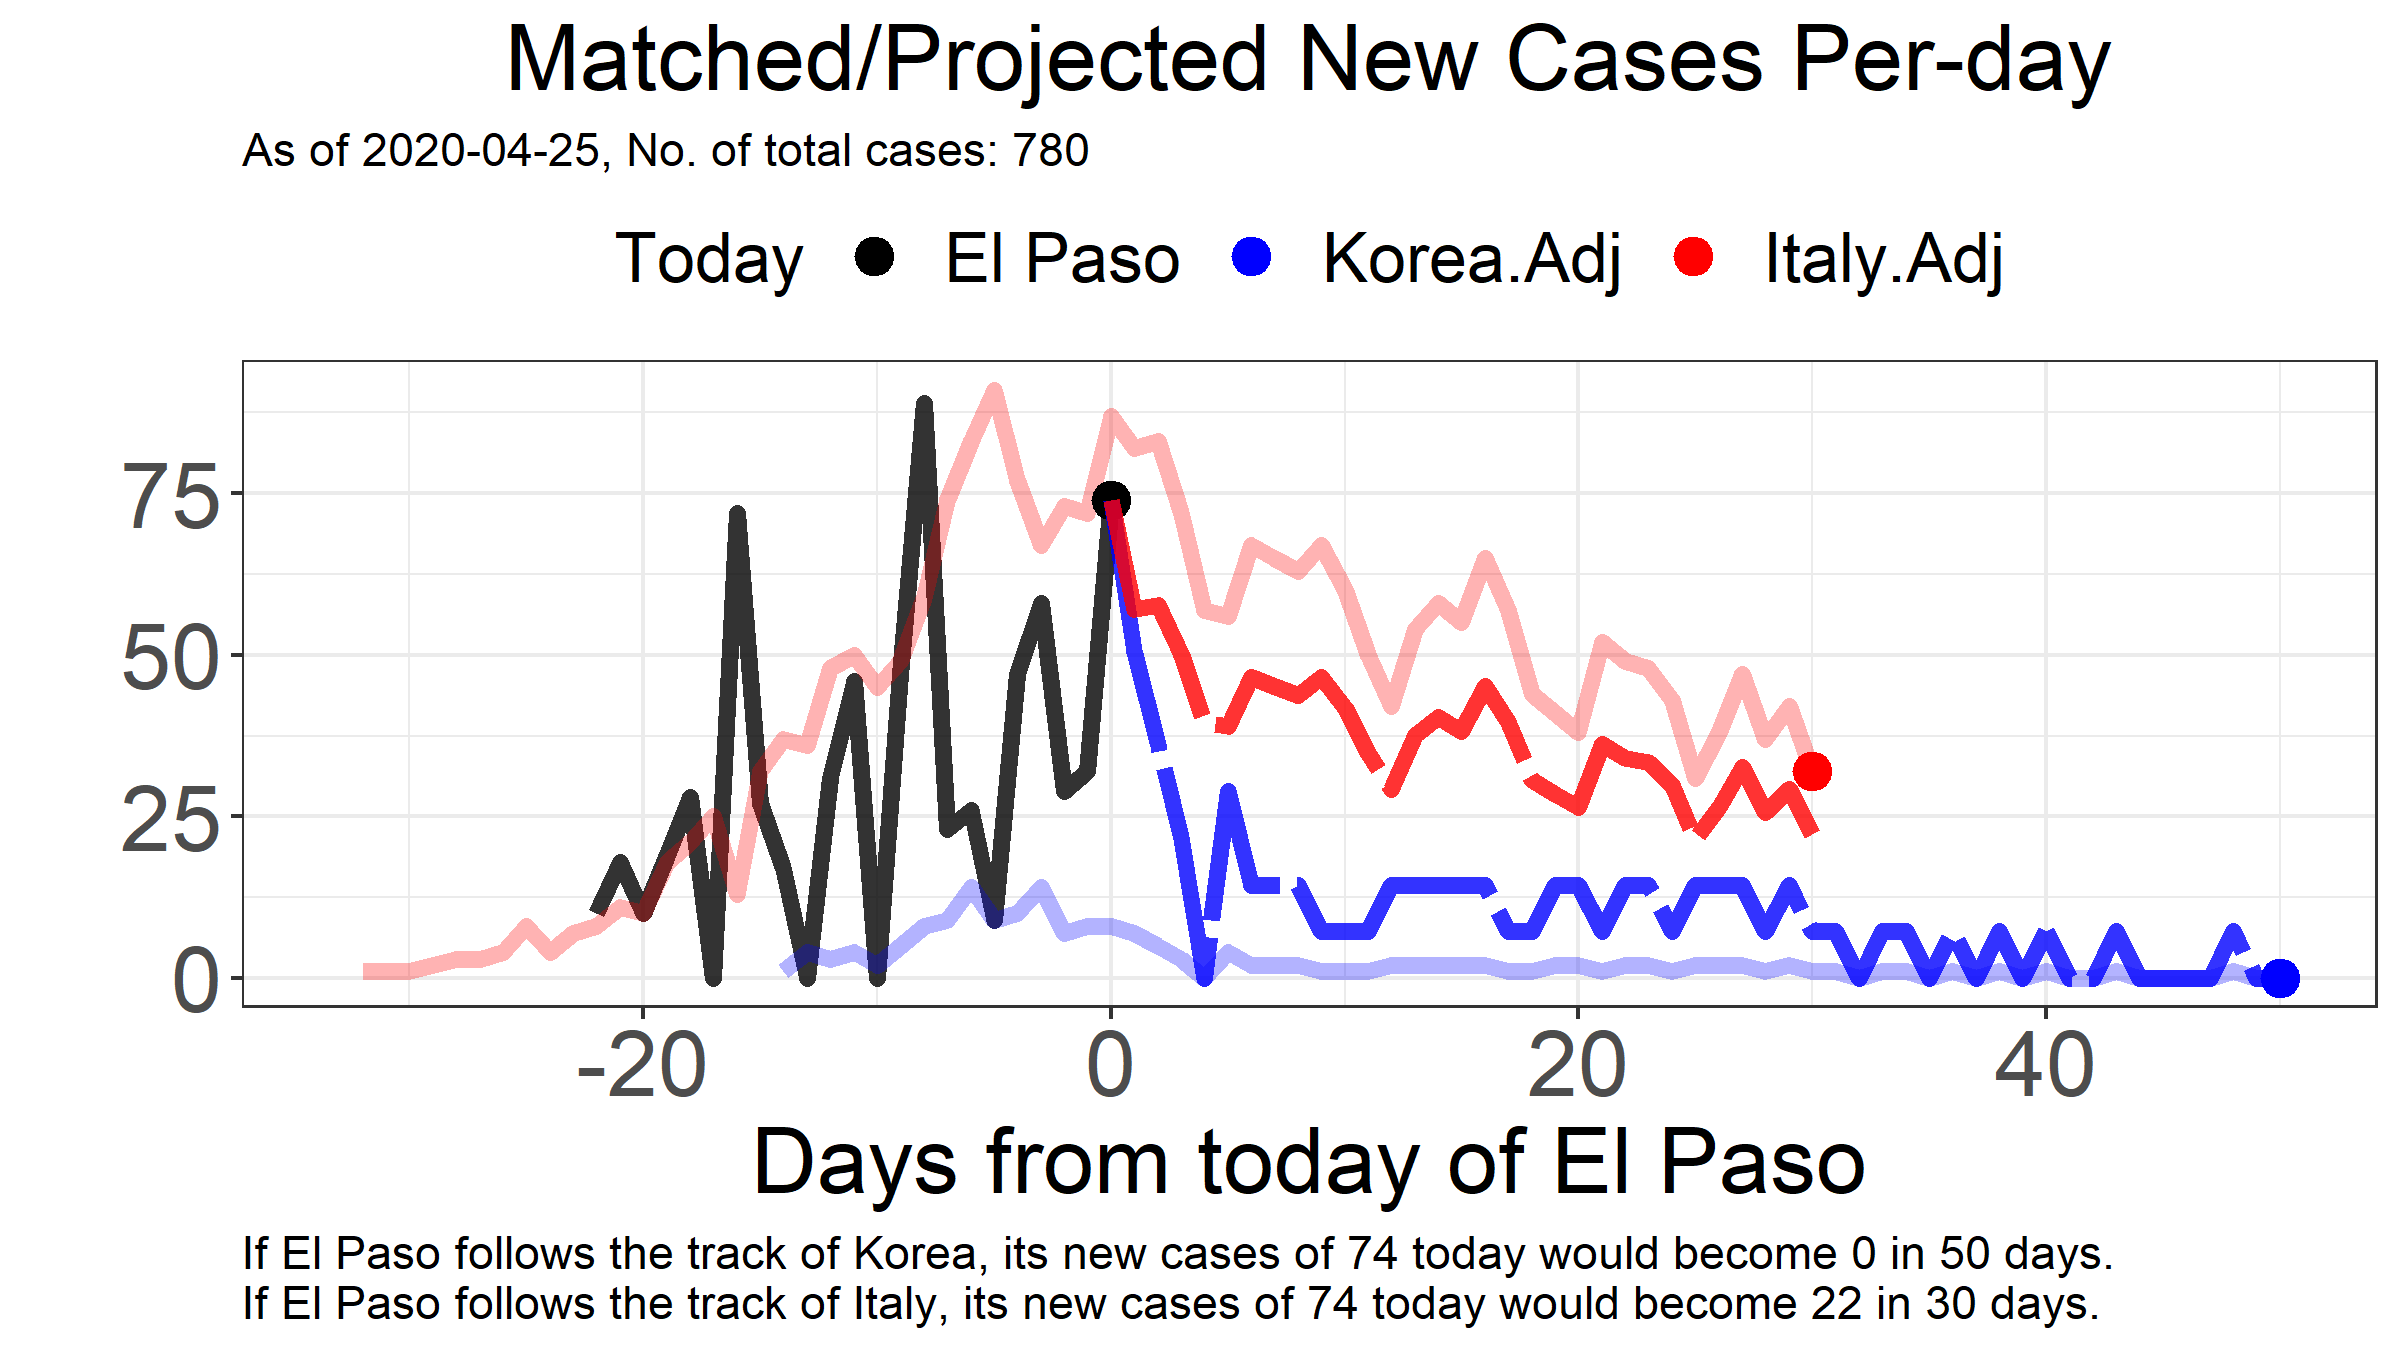 Matched/Projected New Cases Per-day
As of 2020-04-25, No. of total cases: 780
Today El Paso Korea.Adj Italy.Adj
75
50
25
0
-20 0 20 40
Days from today of El Paso
If El Paso follows the track of Korea, its new cases of 74 today would become 0 in 50 days.
If El Paso follows the track of Italy, its new cases of 74 today would become 22 in 30 days.